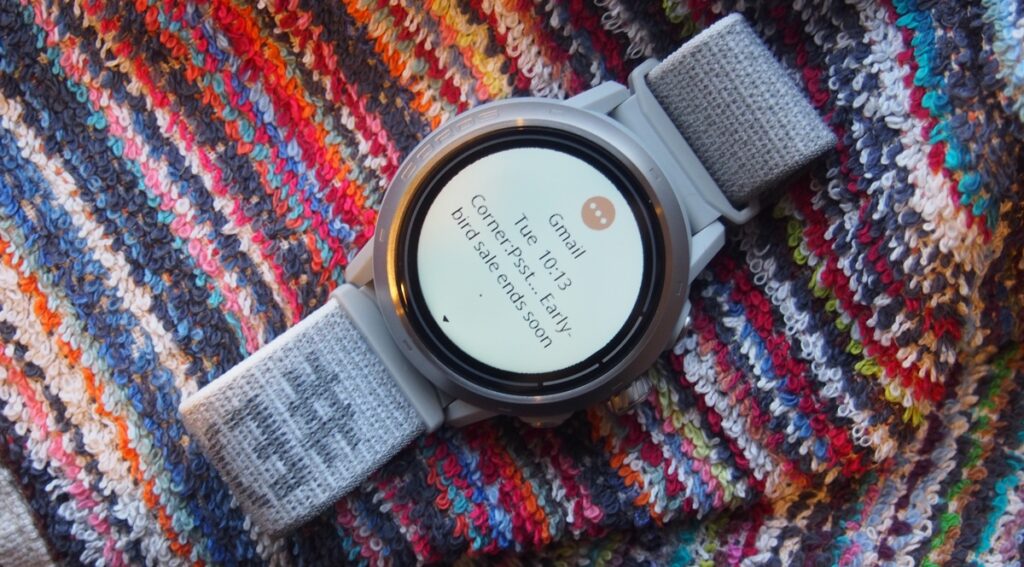 Gmail
Tue 10:13
Corner:Psst... Early-
bird sale ends soon